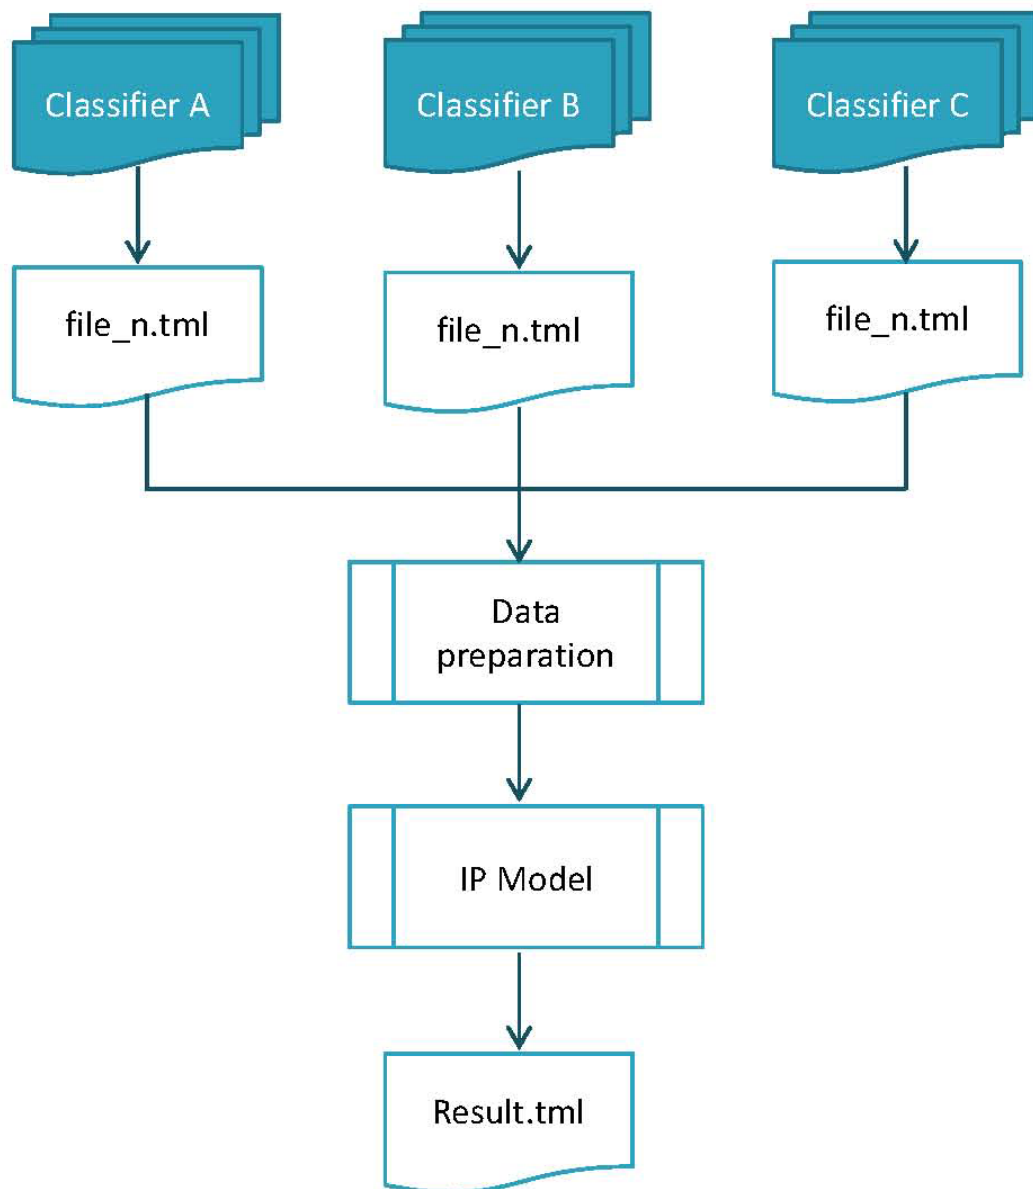 Classifier A
Classifier B
Classifier C
file_n.tml
file_n.tml
file_n.tml
Data
preparation
IP Model
Result.tml